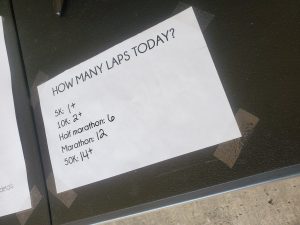 HOW MANY LAPS TODAY?
5K: 1+
10K: 2+
Half marathon: 6
Marathon: 12
50K: 14+